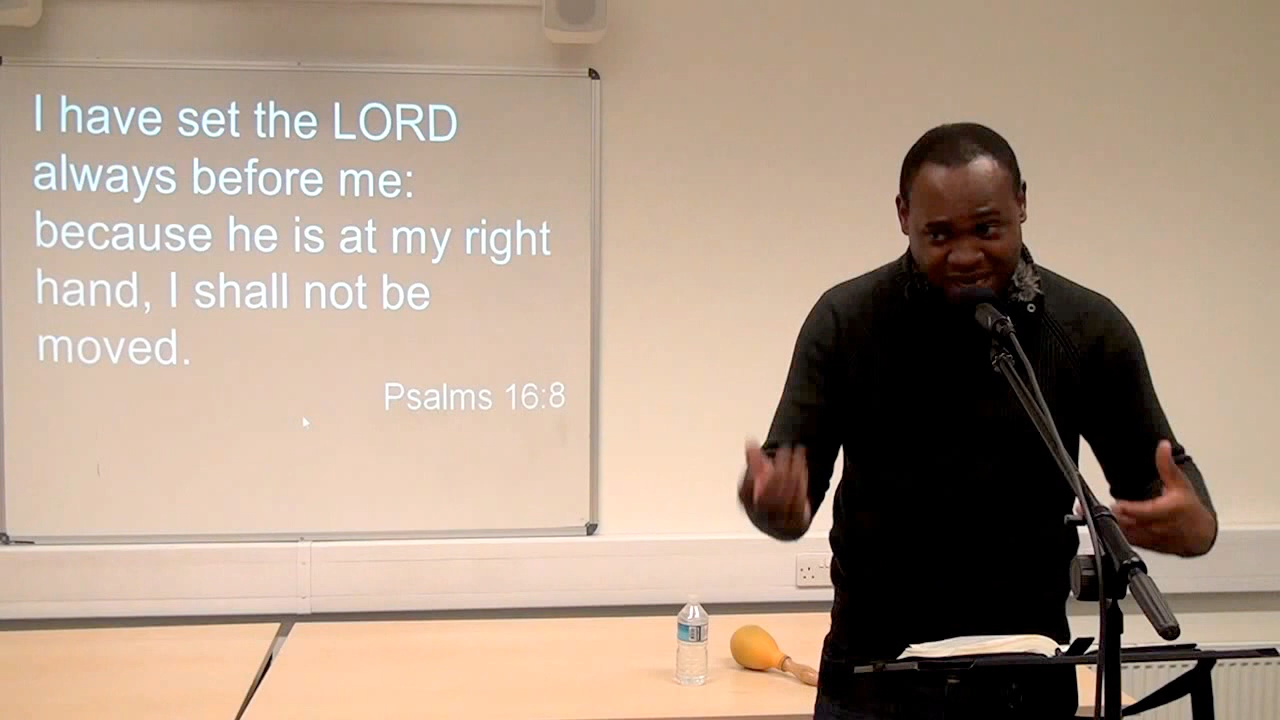 I have set the LORD
always before me:
because he is at my right
hand, I shall not be
moved.
Psalms 16:8